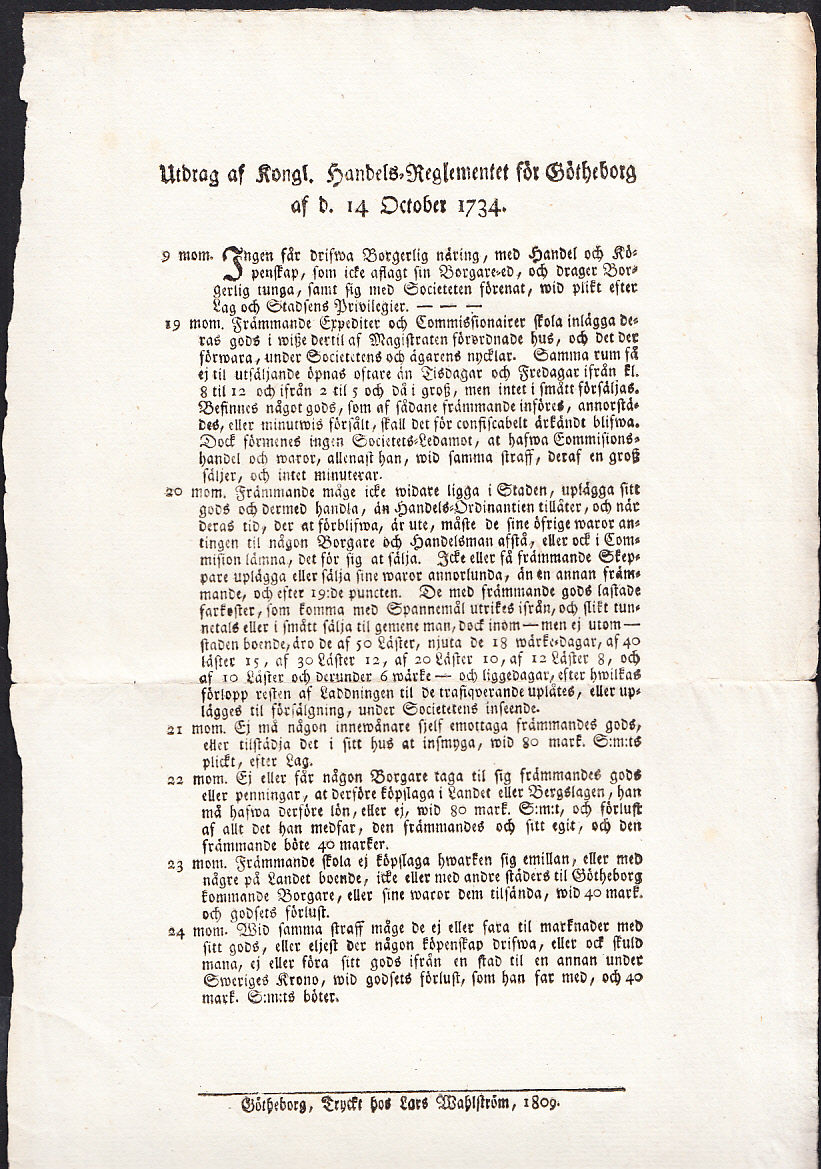 Utdrag af Kongl. Handels-Reglementet för Götheborg
af d. 14 October 1734.
9 mom. Ingen får drifwa Borgerlig näring, med Handel och Kö-
penskap, som icke aflagt sin Borgare-ed, och drager Bor-
gerlig tunga, samt sig med Societeten förenat, wid plikt efter
Lag och Stadsens Privilegier. — — —
19 mom. Främmande Expediter och Commissionairer skola inlägga de-
ras gods i wiße dertil af Magistraten förordnade hus, och det der
förwara, under Societetens och ägarens nycklar. Samma rum få
ej til utsäljande öpnas oftare än Tisdagar och Fredagar ifrån kl.
8 til 12 och ifrån 2 til 5 och då i groß, men intet i smått försäljas.
Befinnes något gods, som af sådane främmande införes, annorstä-
des, eller minutwis försålt, skall det för confiscabelt ärkändt blifwa.
Dock förmenes ingen Societets-Ledamot, at hafwa Commisions-
handel och waror, allenast han, wid samma straff, deraf en groß
säljer, och intet minuterar.
20 mom. Främmande måge icke widare ligga i Staden, uplägga sitt
gods och dermed handla, än Handels-Ordinantien tillåter, och när
deras tid, der at förblifwa, är ute, måste de sine öfrige waror an-
tingen til någon Borgare och Handelsman afstå, eller ock i Com-
mision lämna, det för sig at sälja. Icke eller få främmande Skep-
pare uplägga eller sälja sine waror annorlunda, än en annan främ-
mande, och efter 19:de puncten. De med främmande gods lastade
farkoster, som komma med Spannemål utrikes ifrån, och slikt tun-
netals eller i smått sälja til gemene man, dock inom — men ej utom —
staden boende, äro de af 50 Läster, njuta de 18 wärke-dagar, af 40
läster 15, af 30 Läster 12, af 20 Läster 10, af 12 Läster 8, och
af 10 Läster och derunder 6 wärke — och liggedagar, efter hwilkas
förlopp resten af Laddningen til de trafiqverande uplåtes, eller up-
lägges til försälgning, under Societetens inseende.
21 mom. Ej må någon innewånare sjelf emottaga främmandes gods,
eller tilstädja det i sitt hus at insmyga, wid 80 mark. S:m:ts
plickt, efter Lag.
22 mom. Ej eller får någon Borgare taga til sig främmandes gods
eller penningar, at derföre köpslaga i Landet eller Bergslagen, han
må hafwa derföre lön, eller ej, wid 80 mark. S:m:t, och förlust
af allt det han medfar, den främmandes och sitt egit, och den
främmande böte 40 marker.
23 mom. Främmande skola ej köpslaga hwarken sig emillan, eller med
någre på Landet boende, icke eller med andre städers til Götheborg
kommande Borgare, eller sine waror dem tilsända, wid 40 mark.
och godsets förlust.
24 mom. Wid samma straff måge de ej eller fara til marknader med
sitt gods, eller eljest der någon köpenskap drifwa, eller ock skuld
mana, ej eller föra sitt gods ifrån en stad til en annan under
Sweriges Krono, wid godsets förlust, som han far med, och 40
mark. S:m:ts böter.
Götheborg, Tryckt hos Lars Wahlström, 1809.